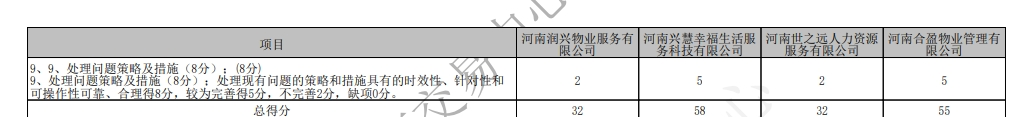 中心
项目 河南润兴物业服务有限公司 河南兴慧幸福生活服务科技有限公司 河南世之远人力资源服务有限公司 河南合盈物业管理有限公司
9、9、处理问题策略及措施（8分）；(8分)
9、处理问题策略及措施（8分）；处理现有问题的策略和措施具有的时效性、针对性和
可操作性可靠、合理得8分，较为完善得5分，不完善2分，缺项0分。 2 5 2 5
交易
总得分 32 58 32 55